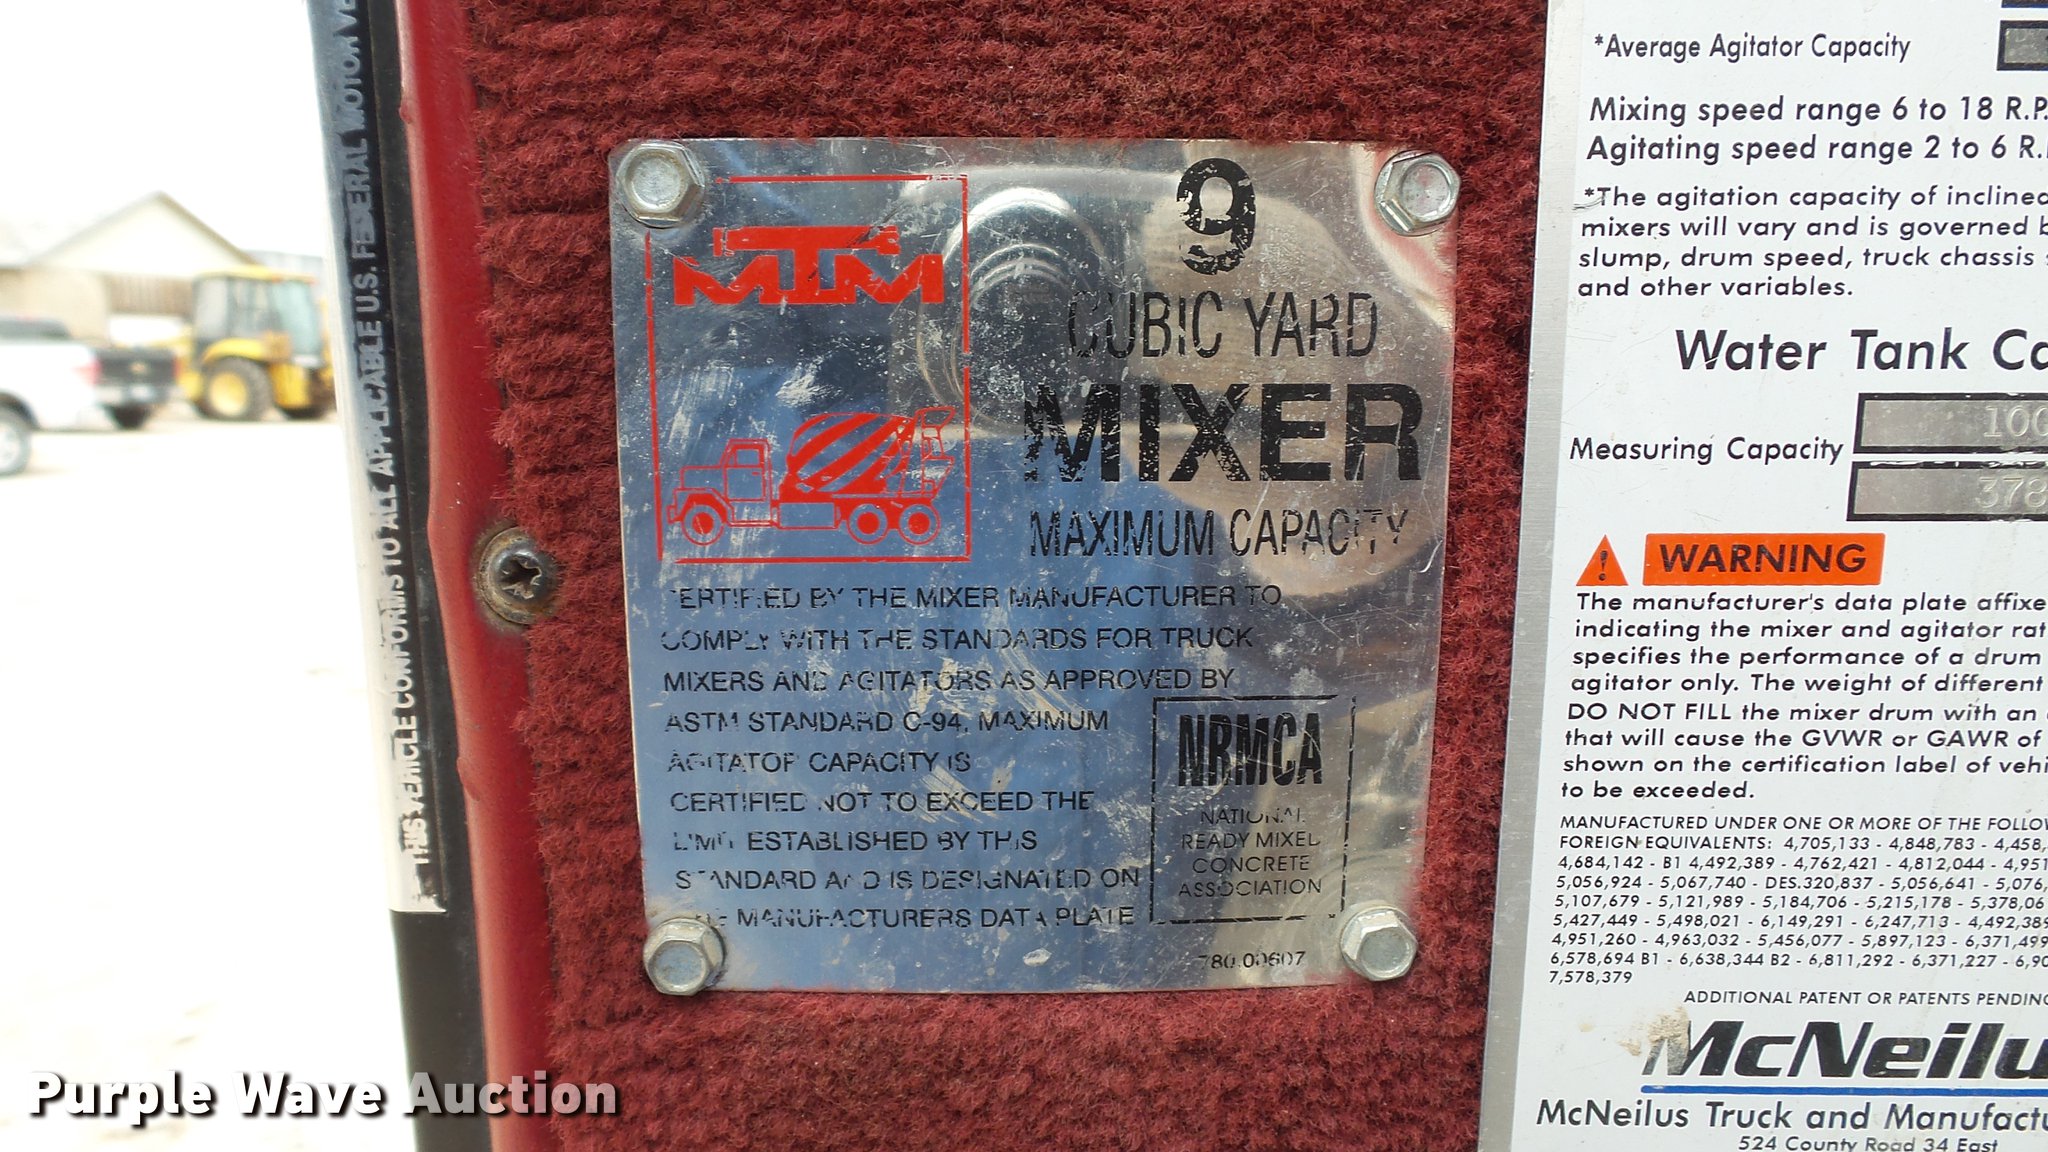 THIS VEHICLE CONFORMS TO ALL APPLICABLE U.S. FEDERAL MOTOR VE
MTM
9
CUBIC YARD
MIXER
MAXIMUM CAPACITY
ERTIFIED BY THE MIXER MANUFACTURER TO
COMPLY WITH THE STANDARDS FOR TRUCK
MIXERS AND AGITATORS AS APPROVED BY
ASTM STANDARD C-94, MAXIMUM
AGITATOR CAPACITY IS
CERTIFIED NOT TO EXCEED THE
LIMIT ESTABLISHED BY THIS
STANDARD AND IS DESIGNATED ON
THE MANUFACTURERS DATA PLATE
NRMCA
NATIONAL
READY MIXED
CONCRETE
ASSOCIATION
780.00607
*Average Agitator Capacity
Mixing speed range 6 to 18 R.P.
Agitating speed range 2 to 6 R.
*The agitation capacity of inclined
mixers will vary and is governed b
slump, drum speed, truck chassis s
and other variables.
Water Tank Ca
Measuring Capacity
100
378
WARNING
The manufacturer's data plate affixe
indicating the mixer and agitator rat
specifies the performance of a drum
agitator only. The weight of different
DO NOT FILL the mixer drum with an
that will cause the GVWR or GAWR of
shown on the certification label of vehi
to be exceeded.
MANUFACTURED UNDER ONE OR MORE OF THE FOLLOW
FOREIGN EQUIVALENTS: 4,705,133 - 4,848,783 - 4,458,
4,684,142 - B1 4,492,389 - 4,762,421 - 4,812,044 - 4,951
5,056,924 - 5,067,740 - DES.320,837 - 5,056,641 - 5,076,
5,107,679 - 5,121,989 - 5,184,706 - 5,215,178 - 5,378,06
5,427,449 - 5,498,021 - 6,149,291 - 6,247,713 - 4,492,389
4,951,260 - 4,963,032 - 5,456,077 - 5,897,123 - 6,371,499
6,578,694 B1 - 6,638,344 B2 - 6,811,292 - 6,371,227 - 6,90
7,578,379
ADDITIONAL PATENT OR PATENTS PENDING
McNeilu
McNeilus Truck and Manufactu
524 County Road 34 East
Purple Wave Auction